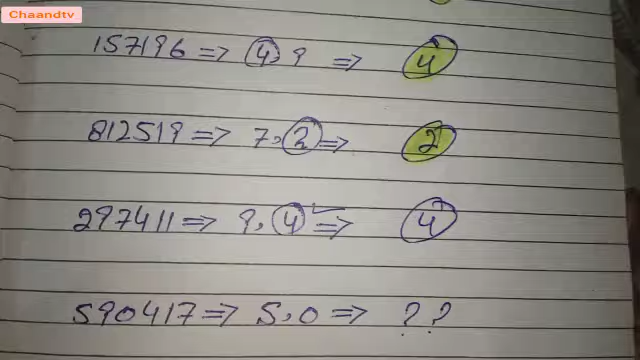 Chaandtv
157196 => 4.9 => 4
812519 => 7,2 => 2
297411 => 9,4 => 4
590417 => 5,0 => ??